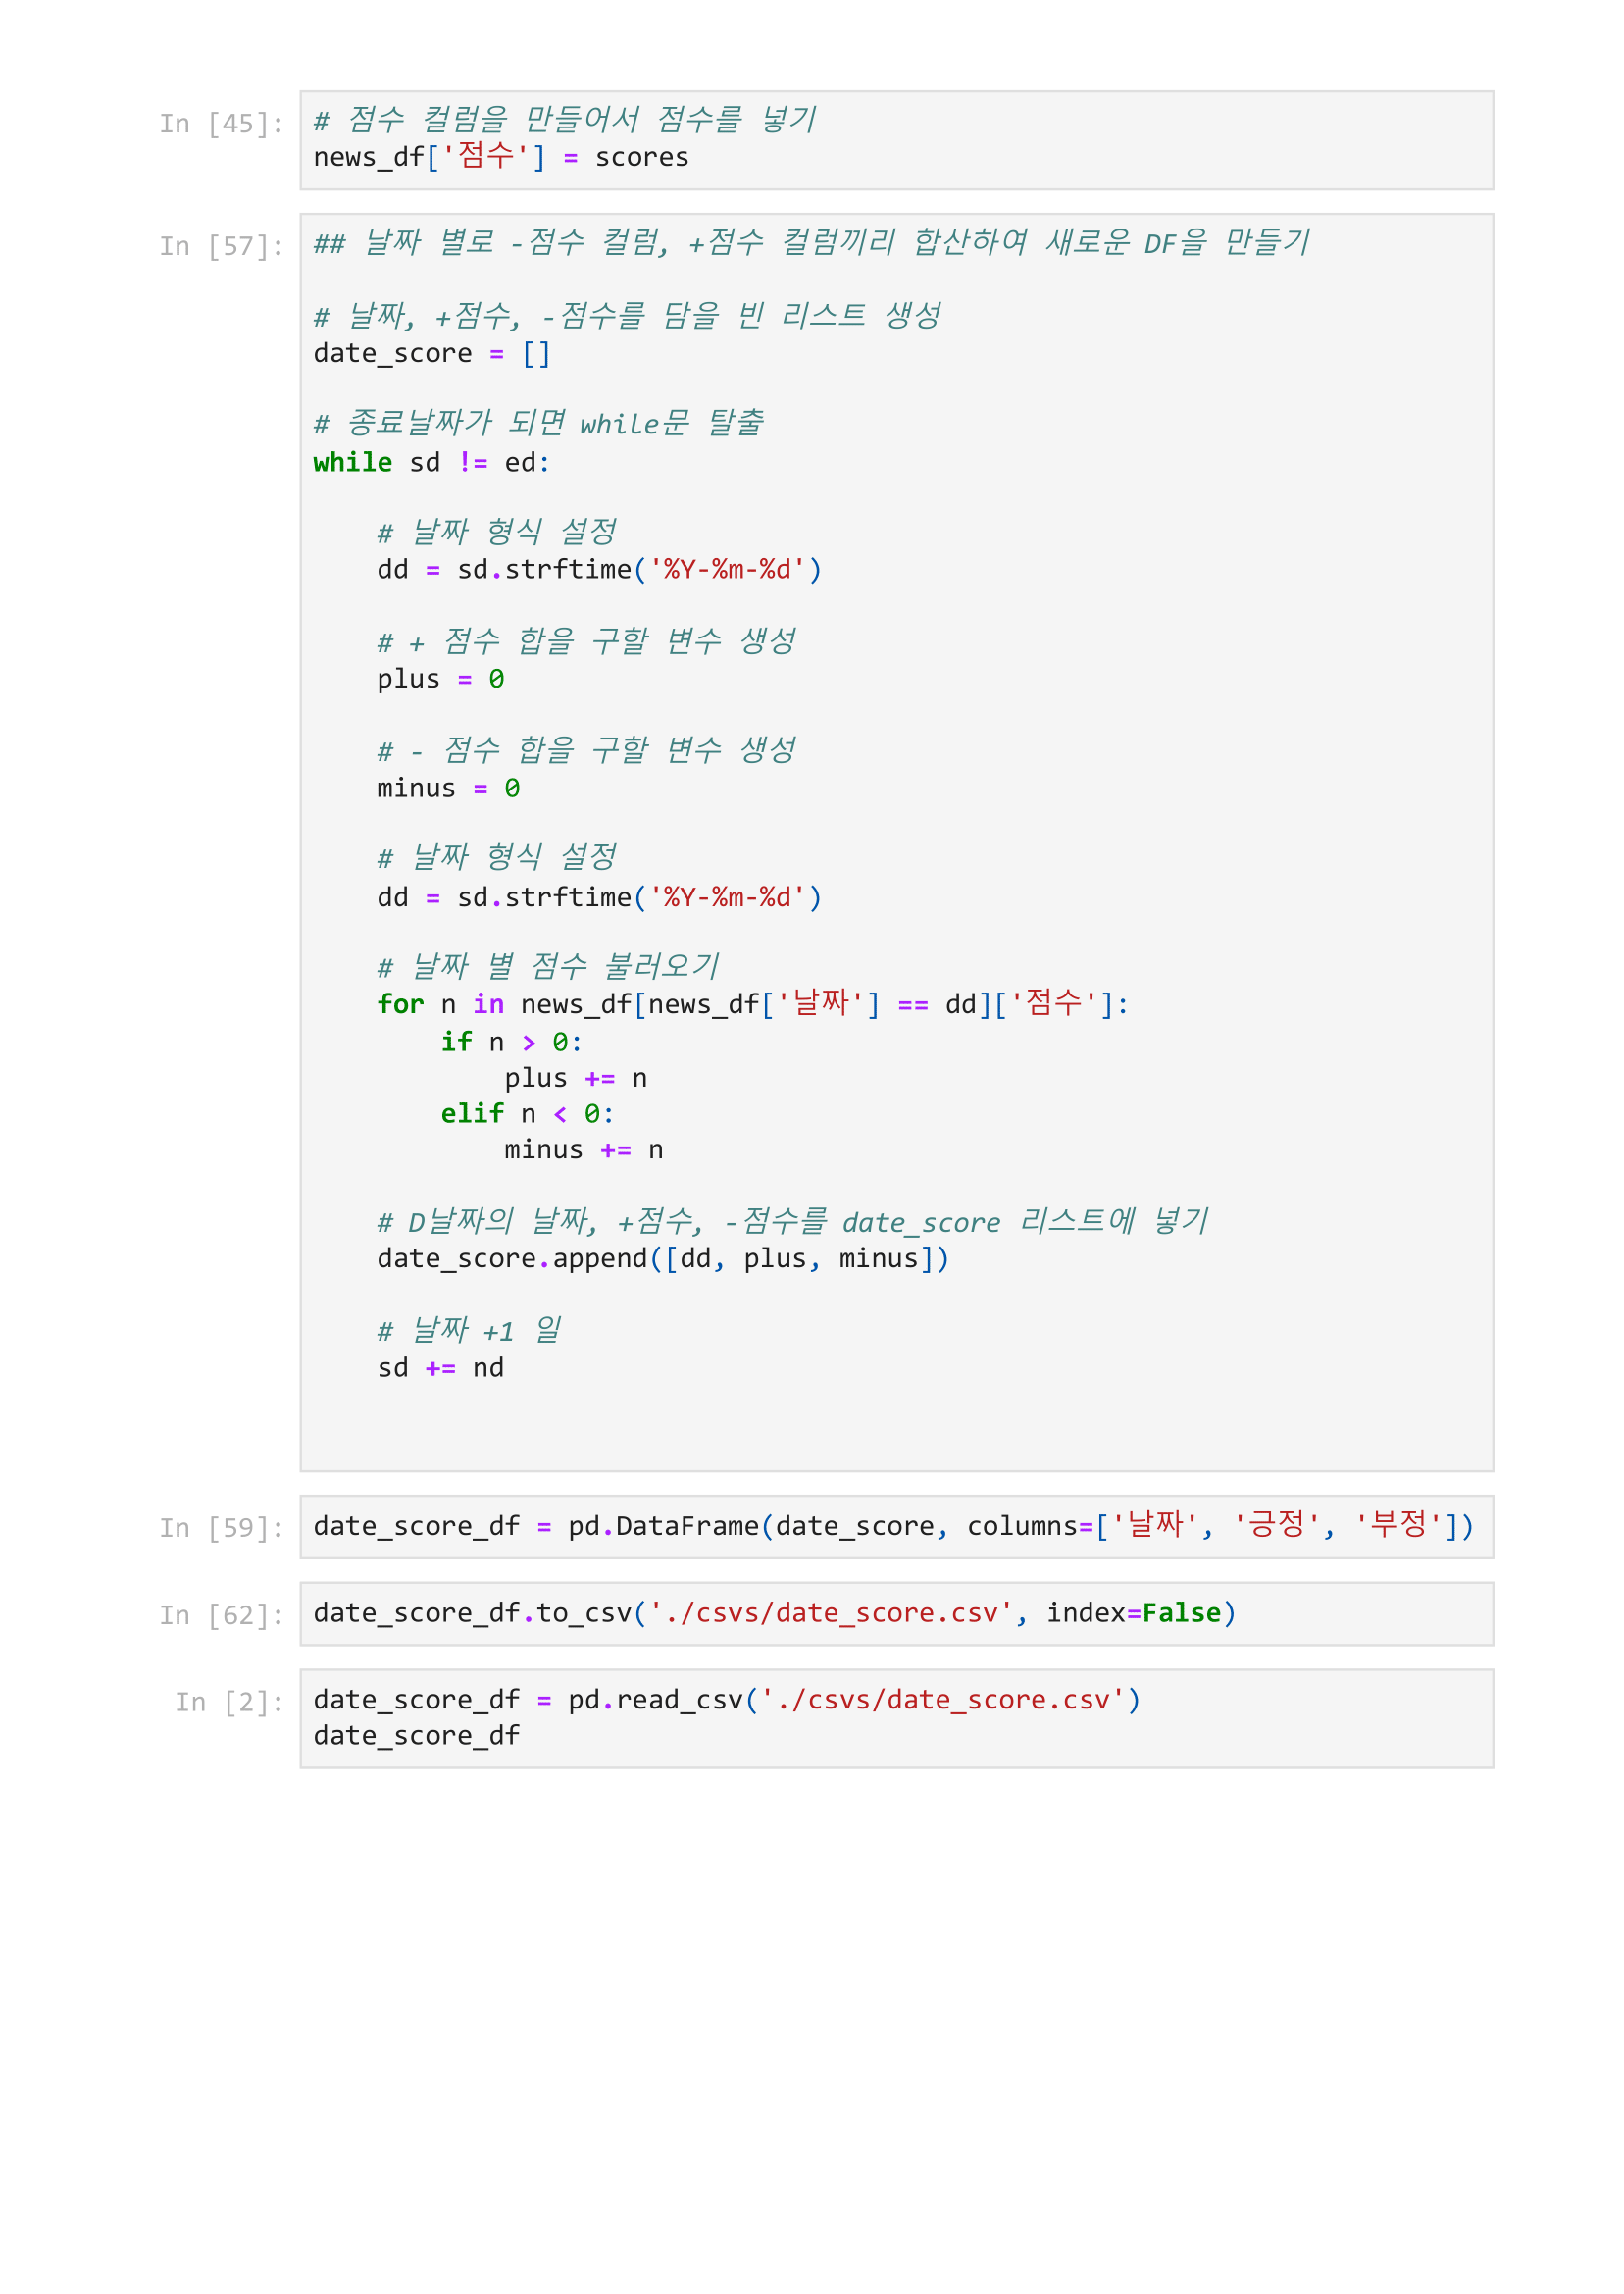 In [45]:
# 점수 컬럼을 만들어서 점수를 넣기
news_df['점수'] = scores
In [57]:
## 날짜 별로 -점수 컬럼, +점수 컬럼끼리 합산하여 새로운 DF을 만들기
# 날짜, +점수, -점수를 담을 빈 리스트 생성
date_score = []
# 종료날짜가 되면 while문 탈출
while sd != ed:
    # 날짜 형식 설정
    dd = sd.strftime('%Y-%m-%d')
    # + 점수 합을 구할 변수 생성
    plus = 0
    # - 점수 합을 구할 변수 생성
    minus = 0
    # 날짜 형식 설정
    dd = sd.strftime('%Y-%m-%d')
    # 날짜 별 점수 불러오기
    for n in news_df[news_df['날짜'] == dd]['점수']:
        if n > 0:
            plus += n
        elif n < 0:
            minus += n
    # D날짜의 날짜, +점수, -점수를 date_score 리스트에 넣기
    date_score.append([dd, plus, minus])
    # 날짜 +1 일
    sd += nd
In [59]:
date_score_df = pd.DataFrame(date_score, columns=['날짜', '긍정', '부정'])
In [62]:
date_score_df.to_csv('./csvs/date_score.csv', index=False)
In [2]:
date_score_df = pd.read_csv('./csvs/date_score.csv')
date_score_df